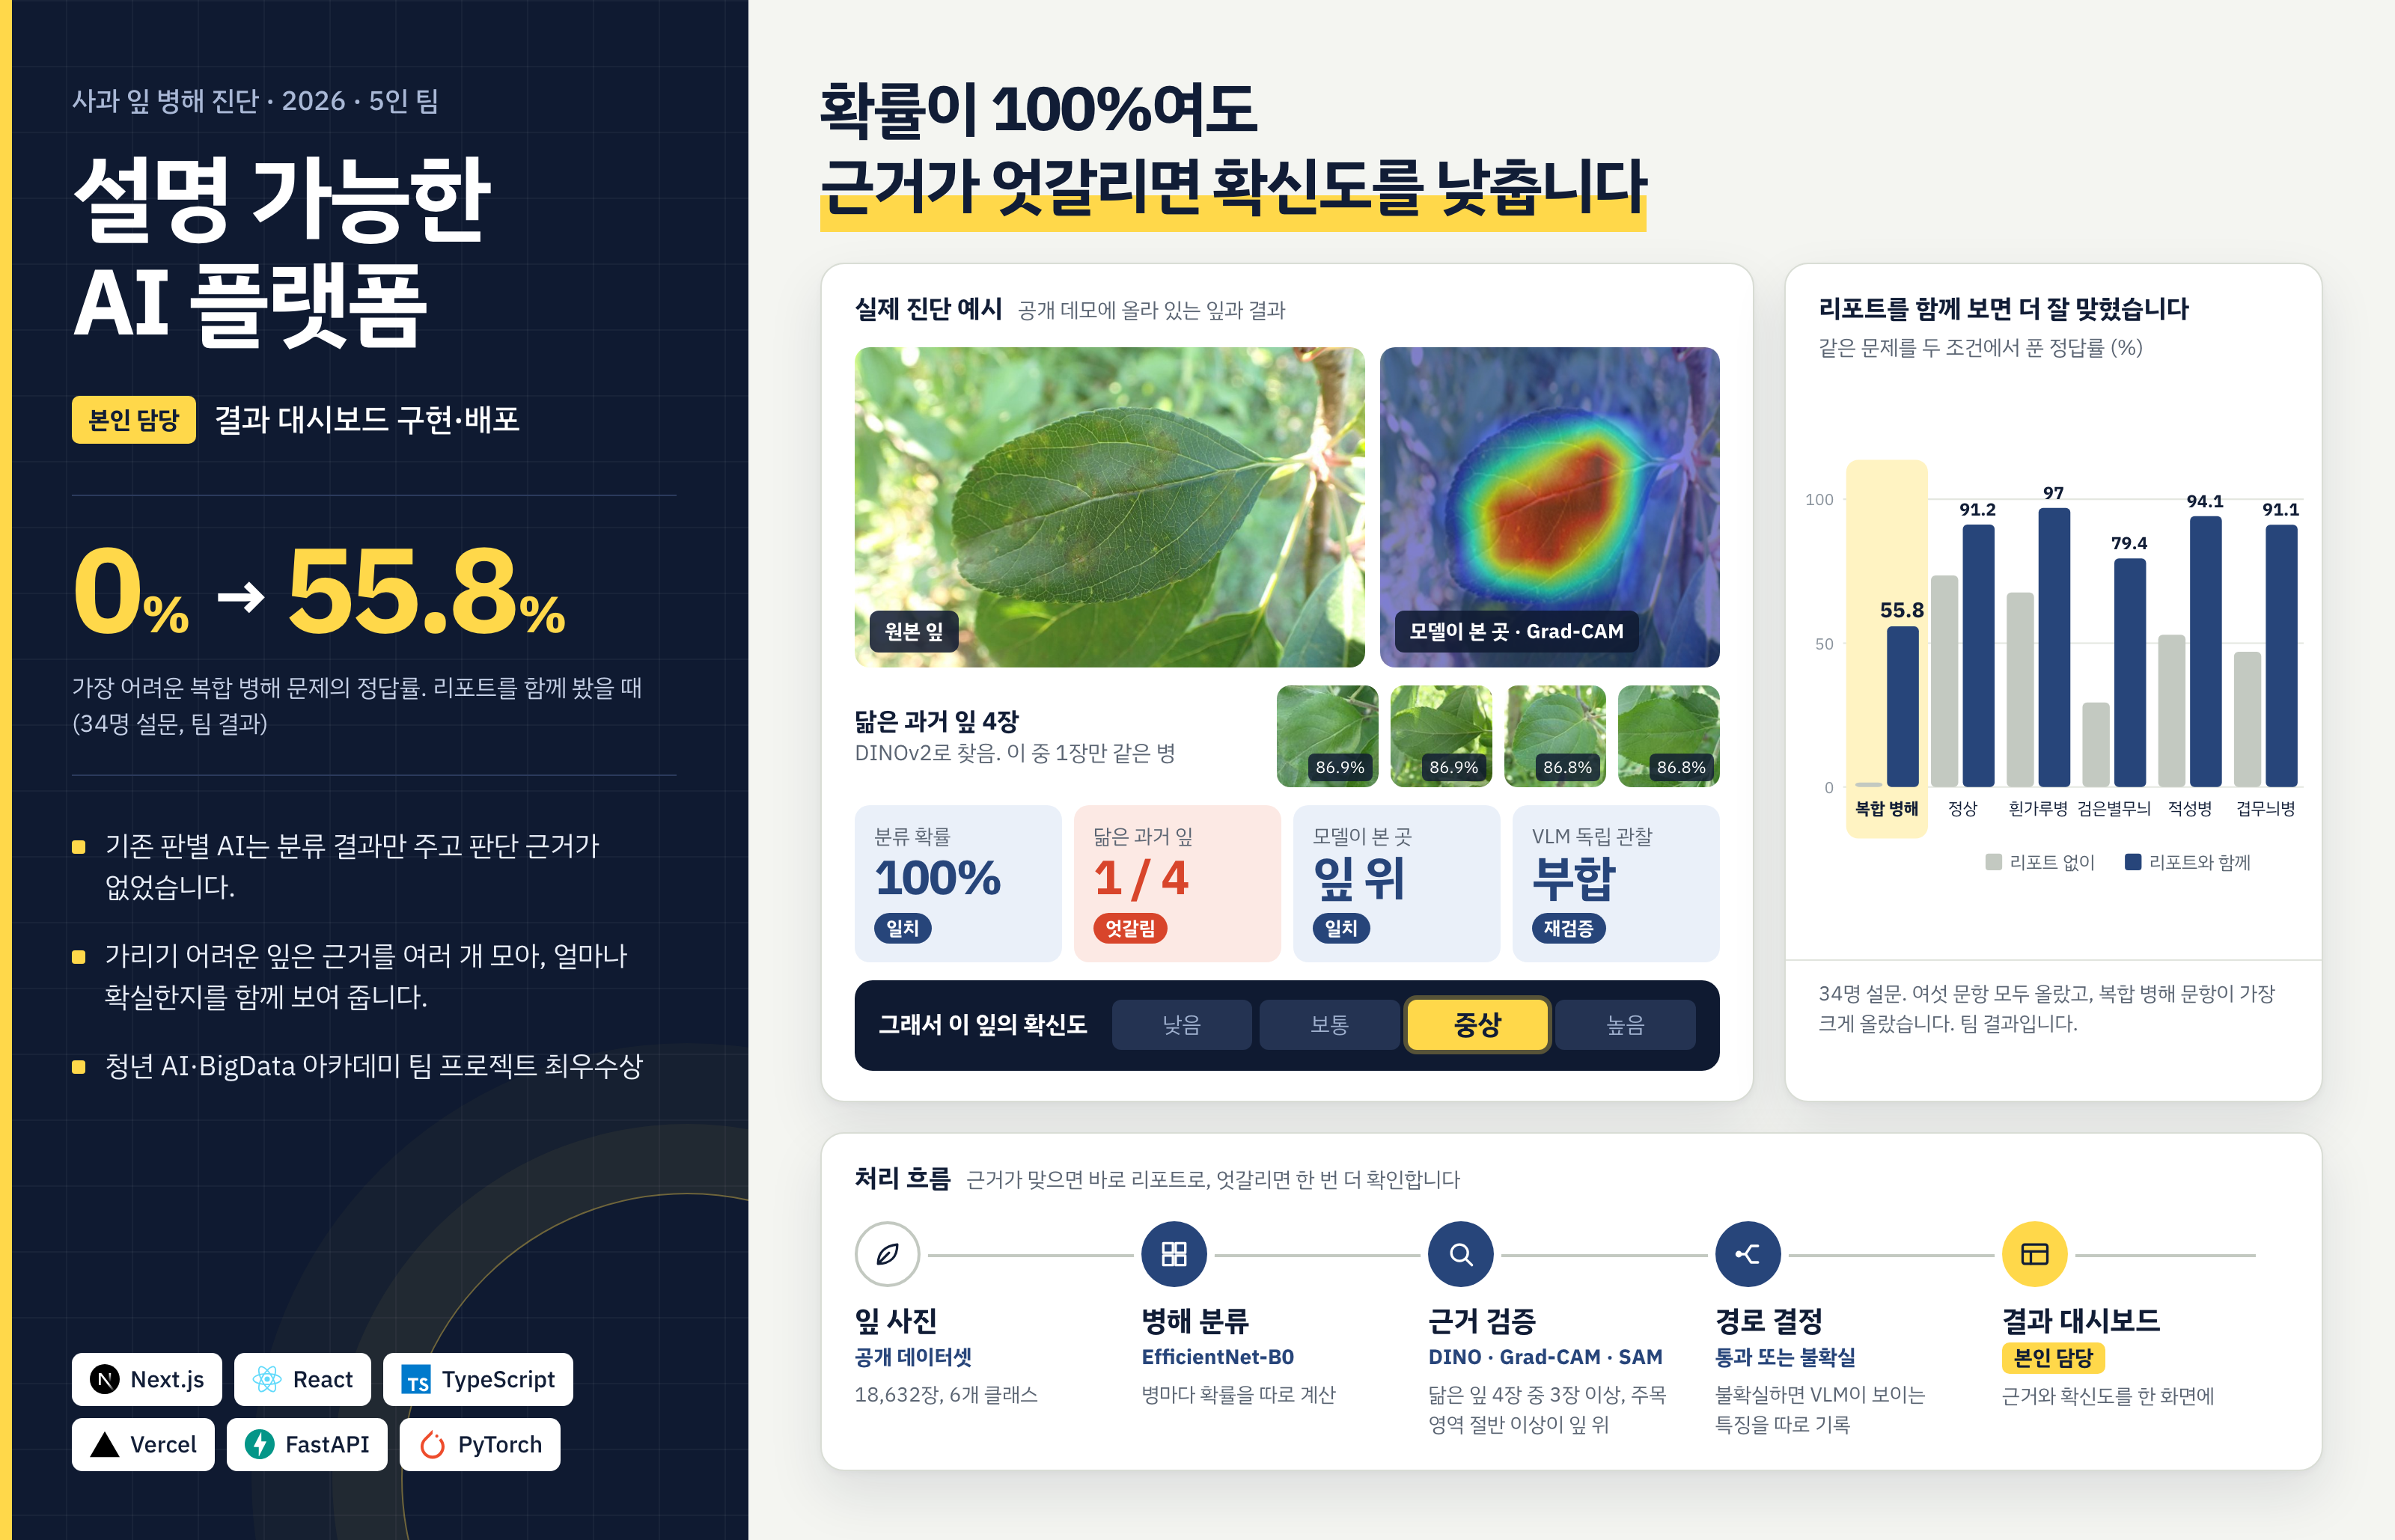 사과 잎 병해 진단 · 2026 · 5인 팀
설명 가능한
AI 플랫폼
본인 담당 결과 대시보드 구현·배포
0% → 55.8%
가장 어려운 복합 병해 문제의 정답률. 리포트를 함께 봤을 때
(34명 설문, 팀 결과)
기존 판별 AI는 분류 결과만 주고 판단 근거가
없었습니다.
가리기 어려운 잎은 근거를 여러 개 모아, 얼마나
확실한지를 함께 보여 줍니다.
청년 AI·BigData 아카데미 팀 프로젝트 최우수상
Next.js React TypeScript
Vercel FastAPI PyTorch
확률이 100%여도
근거가 엇갈리면 확신도를 낮춥니다
실제 진단 예시 공개 데모에 올라 있는 잎과 결과
원본 잎
모델이 본 곳 · Grad-CAM
닮은 과거 잎 4장
DINOv2로 찾음. 이 중 1장만 같은 병
86.9% 86.9% 86.8% 86.8%
분류 확률
100%
일치
닮은 과거 잎
1 / 4
엇갈림
모델이 본 곳
잎 위
일치
VLM 독립 관찰
부합
재검증
그래서 이 잎의 확신도 낮음 보통 중상 높음
리포트를 함께 보면 더 잘 맞혔습니다
같은 문제를 두 조건에서 푼 정답률 (%)
100
50
0
55.8 91.2 97 79.4 94.1 91.1
복합 병해 정상 흰가루병 검은별무늬 적성병 겹무늬병
리포트 없이 리포트와 함께
34명 설문. 여섯 문항 모두 올랐고, 복합 병해 문항이 가장
크게 올랐습니다. 팀 결과입니다.
처리 흐름 근거가 맞으면 바로 리포트로, 엇갈리면 한 번 더 확인합니다
잎 사진
공개 데이터셋
18,632장, 6개 클래스
병해 분류
EfficientNet-B0
병마다 확률을 따로 계산
근거 검증
DINO · Grad-CAM · SAM
닮은 잎 4장 중 3장 이상, 주목
영역 절반 이상이 잎 위
경로 결정
통과 또는 불확실
불확실하면 VLM이 보이는
특징을 따로 기록
결과 대시보드
본인 담당
근거와 확신도를 한 화면에